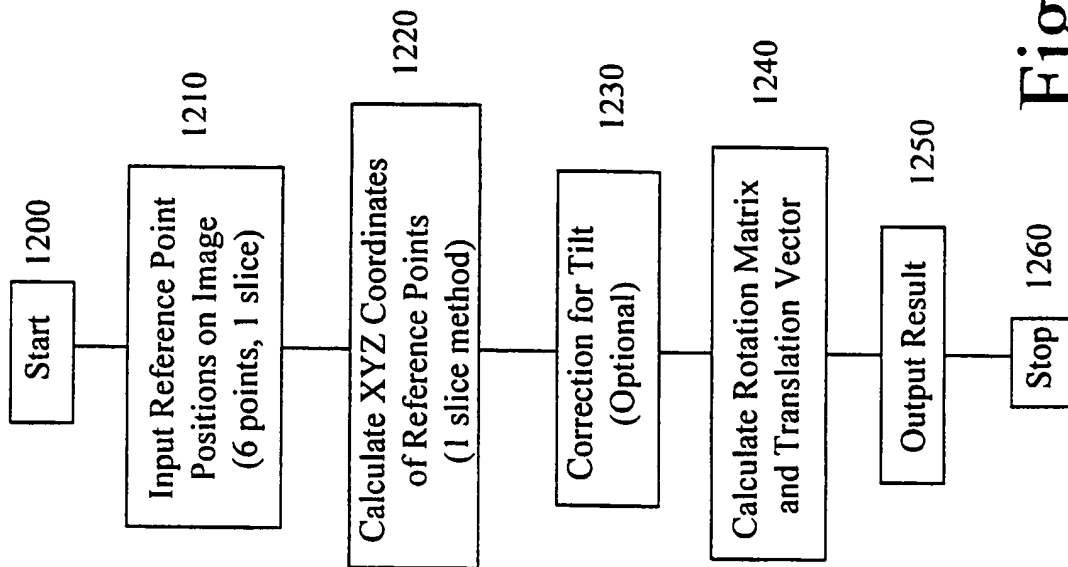 Start
1200
Input Reference Point
Positions on Image
(6 points, 1 slice)
1210
Calculate XYZ Coordinates
of Reference Points
(1 slice method)
1220
Correction for Tilt
(Optional)
1230
Calculate Rotation Matrix
and Translation Vector
1240
Output Result
1250
Stop
1260
Fig